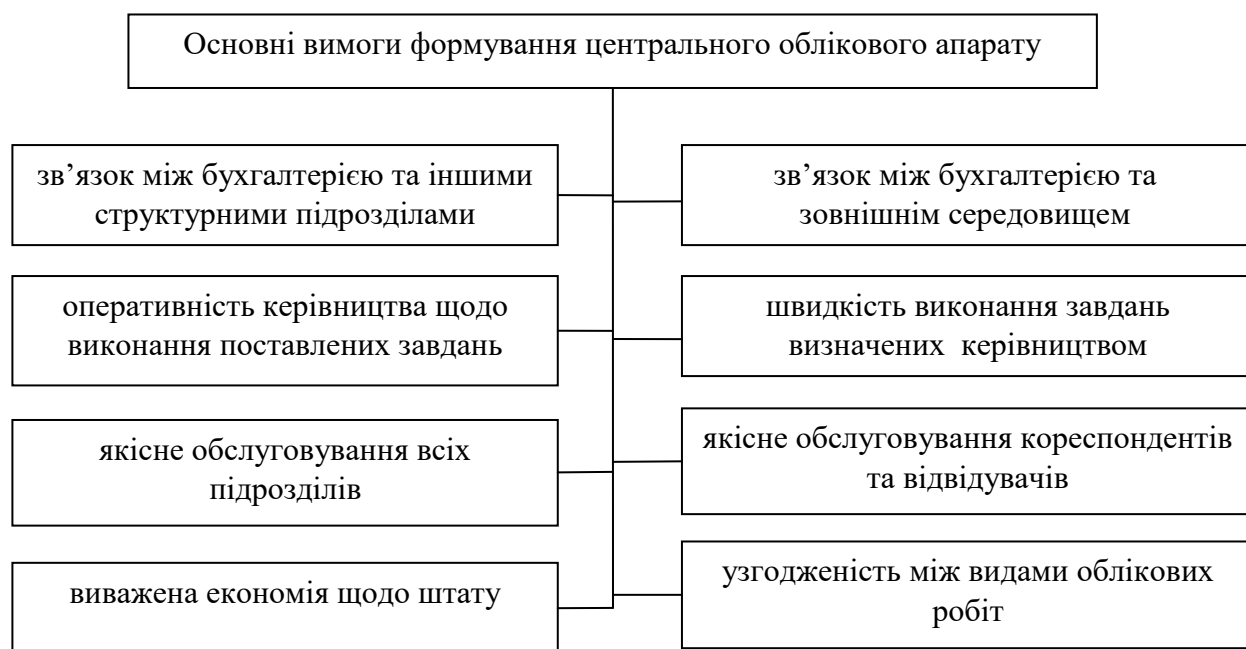 Основні вимоги формування центрального облікового апарату
зв’язок між бухгалтерією та іншими
структурними підрозділами
зв’язок між бухгалтерією та
зовнішнім середовищем
оперативність керівництва щодо
виконання поставлених завдань
швидкість виконання завдань
визначених керівництвом
якісне обслуговування всіх
підрозділів
якісне обслуговування кореспондентів
та відвідувачів
виважена економія щодо штату
узгодженість між видами облікових
робіт